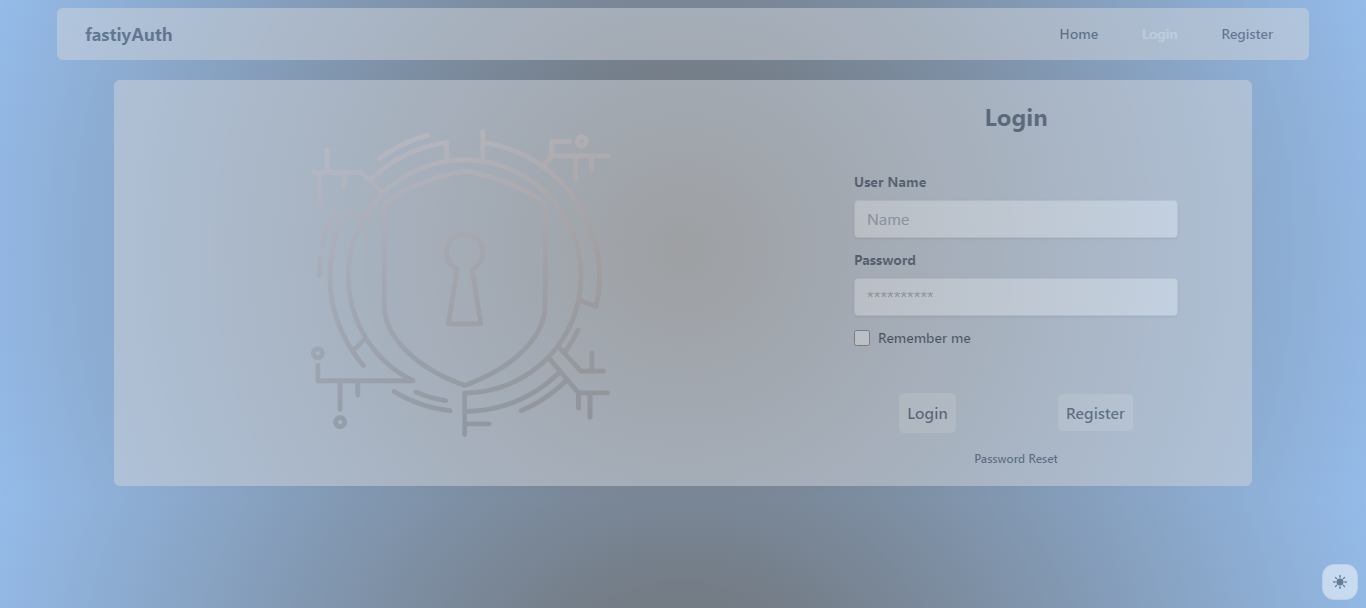 fastiyAuth
Home
Login
Register
Login
User Name
Name
Password
**********
Remember me
Login
Register
Password Reset